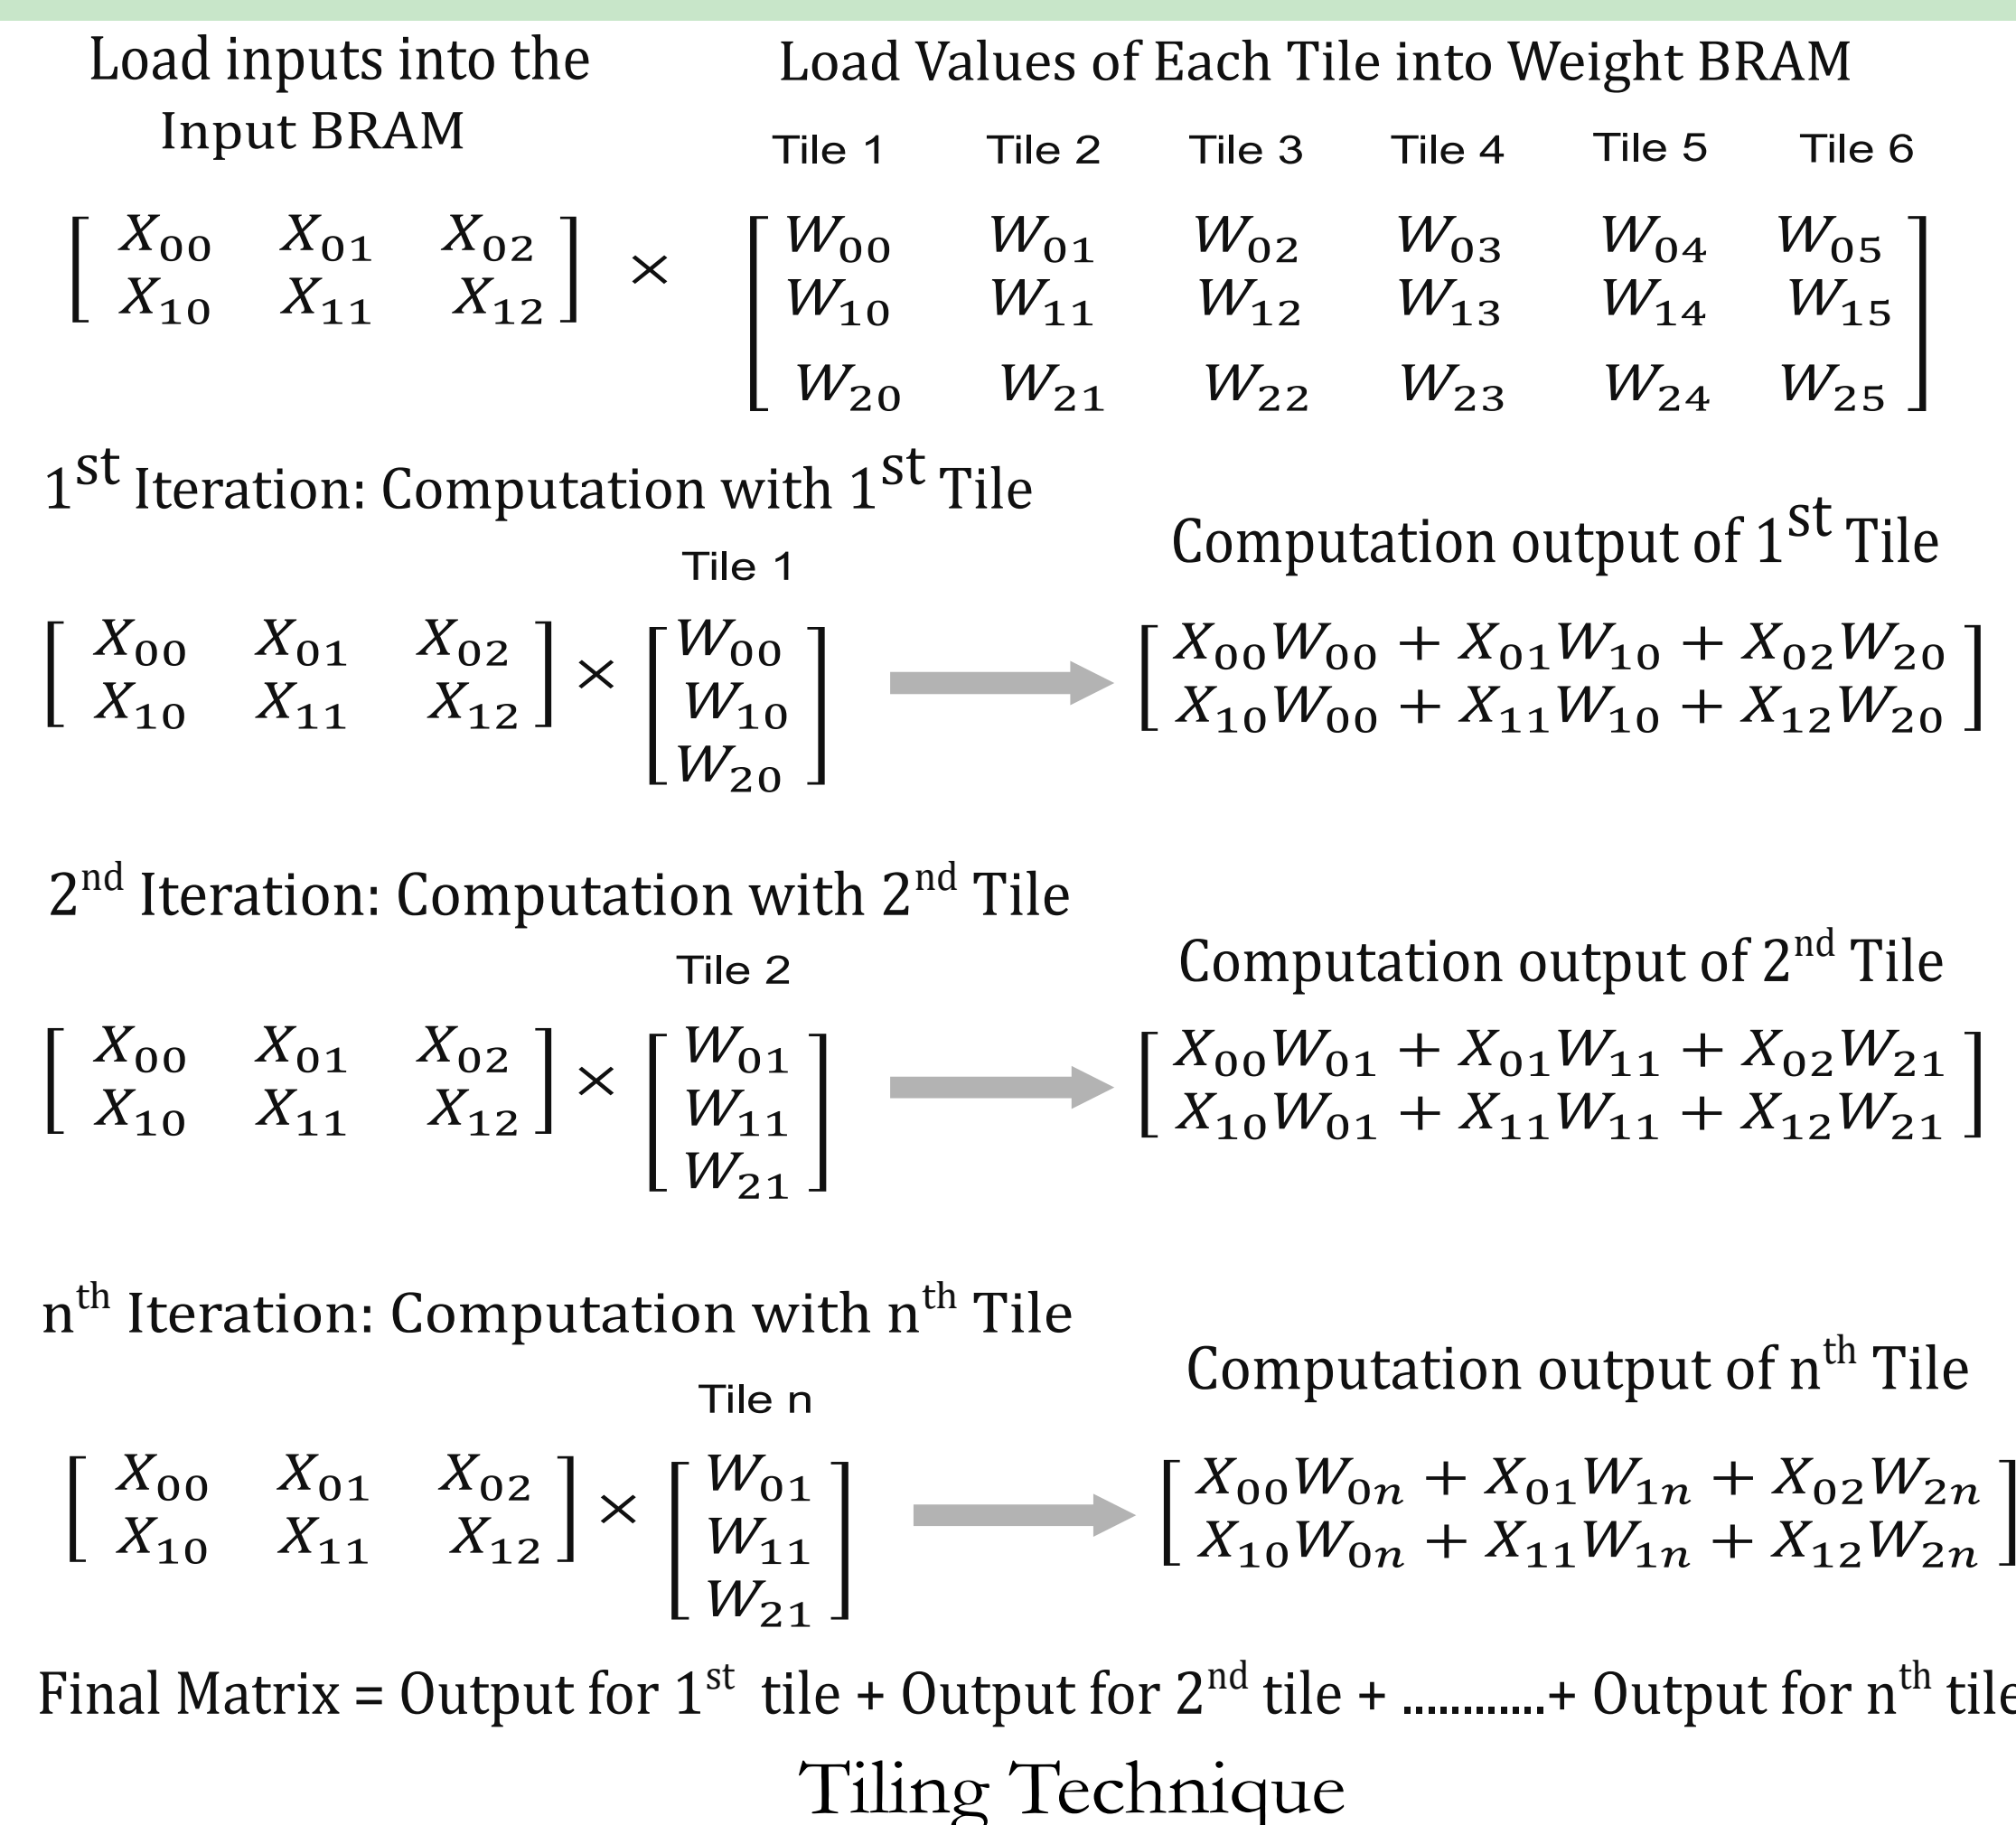 Load inputs into the
Input BRAM
Load Values of Each Tile into Weight BRAM
Tile 1 Tile 2 Tile 3 Tile 4 Tile 5 Tile 6
[ X00 X01 X02 ] × [ W00 W01 W02 W03 W04 W05 ]
[ X10 X11 X12 ] [ W10 W11 W12 W13 W14 W15 ]
[ W20 W21 W22 W23 W24 W25 ]
1st Iteration: Computation with 1st Tile
Computation output of 1st Tile
Tile 1
[ X00 X01 X02 ] × [ W00 ] [ X00W00 + X01W10 + X02W20 ]
[ X10 X11 X12 ] [ W10 ] [ X10W00 + X11W10 + X12W20 ]
[ W20 ]
2nd Iteration: Computation with 2nd Tile
Computation output of 2nd Tile
Tile 2
[ X00 X01 X02 ] × [ W01 ] [ X00W01 + X01W11 + X02W21 ]
[ X10 X11 X12 ] [ W11 ] [ X10W01 + X11W11 + X12W21 ]
[ W21 ]
nth Iteration: Computation with nth Tile
Computation output of nth Tile
Tile n
[ X00 X01 X02 ] × [ W01 ] [ X00W0n + X01W1n + X02W2n ]
[ X10 X11 X12 ] [ W11 ] [ X10W0n + X11W1n + X12W2n ]
[ W21 ]
Final Matrix = Output for 1st tile + Output for 2nd tile + ............+ Output for nth tile
Tiling Technique